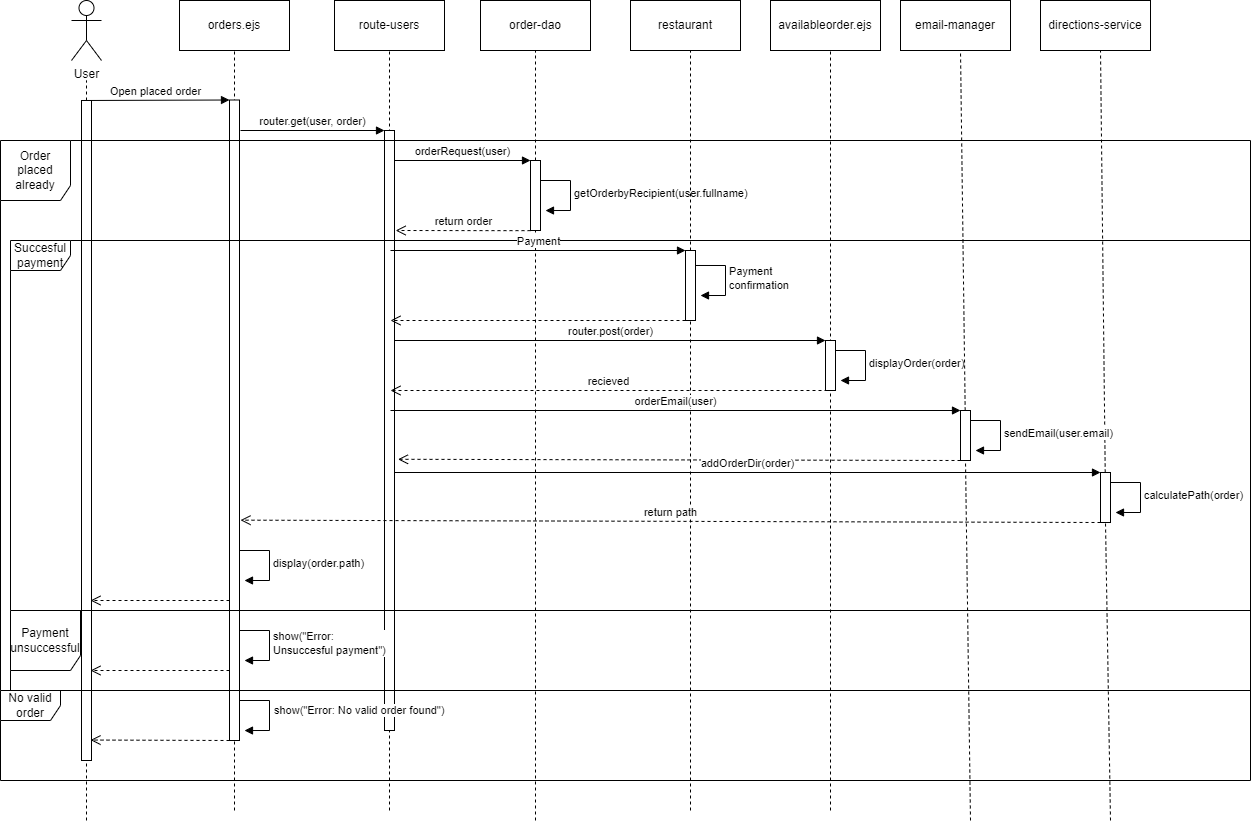 orders.ejs
route-users
order-dao
restaurant
availableorder.ejs
email-manager
directions-service
User
Open placed order
router.get(user, order)
Order
placed
already
orderRequest(user)
getOrderbyRecipient(user.fullname)
return order
Succesful
payment
Payment
Payment
confirmation
router.post(order)
displayOrder(order)
recieved
orderEmail(user)
sendEmail(user.email)
addOrderDir(order)
calculatePath(order)
return path
display(order.path)
Payment
unsuccessful
show("Error:
Unsuccesful payment")
No valid
order
show("Error: No valid order found")